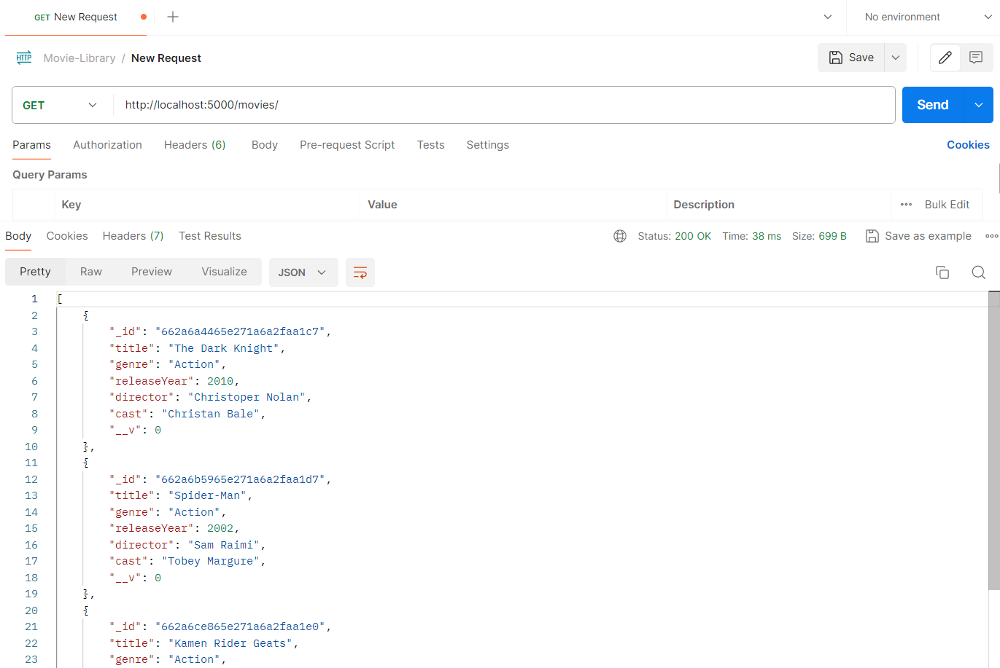 GET New Request
No environment
HTTP Movie-Library / New Request
Save
GET http://localhost:5000/movies/ Send
Params Authorization Headers (6) Body Pre-request Script Tests Settings Cookies
Query Params
Key Value Description Bulk Edit
Body Cookies Headers (7) Test Results Status: 200 OK Time: 38 ms Size: 699 B Save as example
Pretty Raw Preview Visualize JSON
1 [
2 {
3 "_id": "662a6a4465e271a6a2faa1c7",
4 "title": "The Dark Knight",
5 "genre": "Action",
6 "releaseYear": 2010,
7 "director": "Christoper Nolan",
8 "cast": "Christan Bale",
9 "__v": 0
10 },
11 {
12 "_id": "662a6b5965e271a6a2faa1d7",
13 "title": "Spider-Man",
14 "genre": "Action",
15 "releaseYear": 2002,
16 "director": "Sam Raimi",
17 "cast": "Tobey Margure",
18 "__v": 0
19 },
20 {
21 "_id": "662a6ce865e271a6a2faa1e0",
22 "title": "Kamen Rider Geats",
23 "genre": "Action",